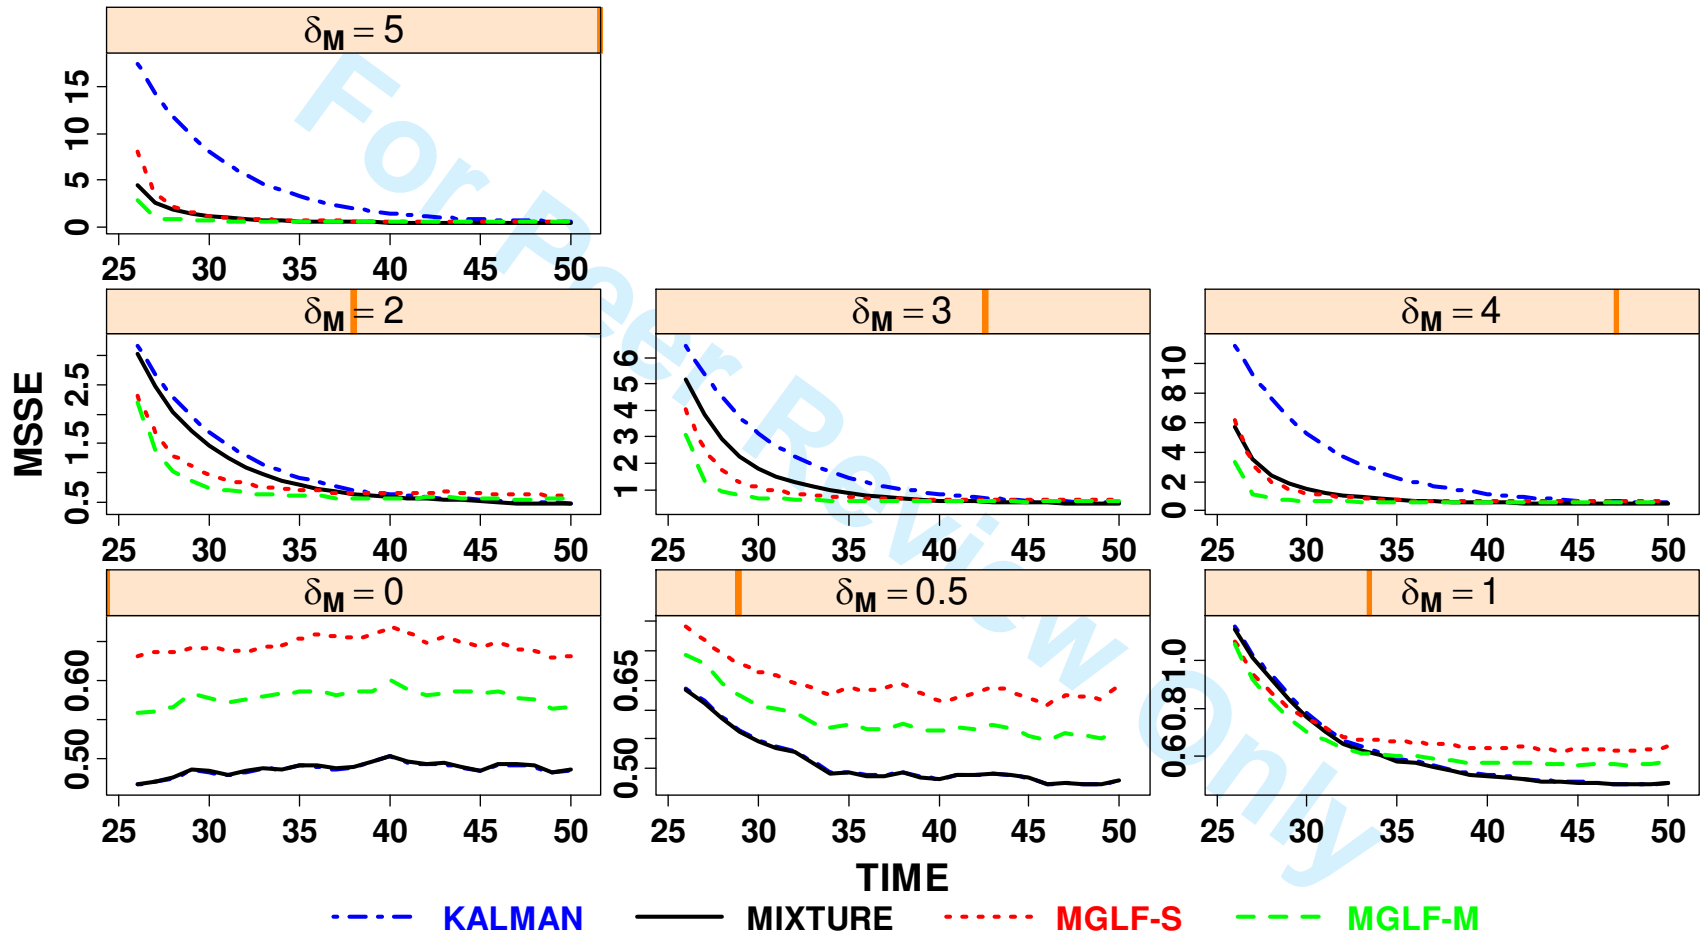 δM = 5
0 5 10 15
25 30 35 40 45 50
δM = 2
δM = 3
δM = 4
0.5 1.5 2.5
1 2 3 4 5 6
0 2 4 6 8 10
25 30 35 40 45 50
25 30 35 40 45 50
25 30 35 40 45 50
δM = 0
δM = 0.5
δM = 1
0.50 0.60
0.50 0.65
0.6 0.8 1.0
25 30 35 40 45 50
25 30 35 40 45 50
25 30 35 40 45 50
MSSE
TIME
KALMAN MIXTURE MGLF-S MGLF-M
For Peer Review Only